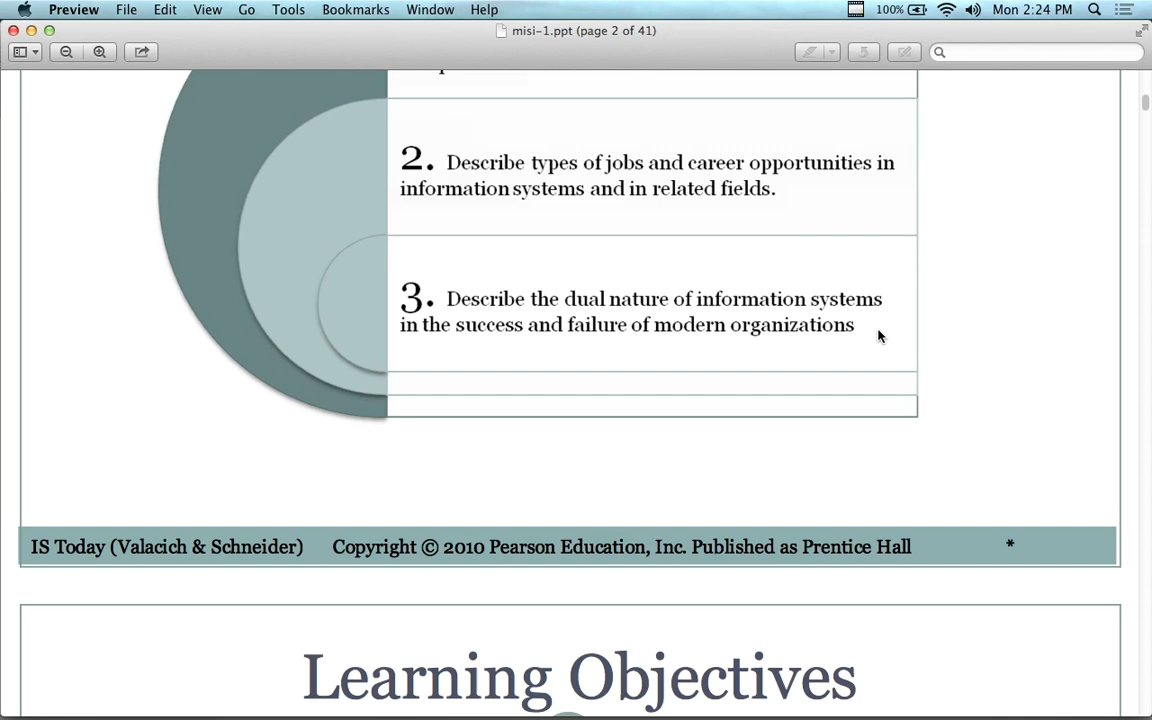 Preview File Edit View Go Tools Bookmarks Window Help 100% Mon 2:24 PM
misi-1.ppt (page 2 of 41)
2. Describe types of jobs and career opportunities in
information systems and in related fields.
3. Describe the dual nature of information systems
in the success and failure of modern organizations
IS Today (Valacich & Schneider) Copyright © 2010 Pearson Education, Inc. Published as Prentice Hall *
Learning Objectives